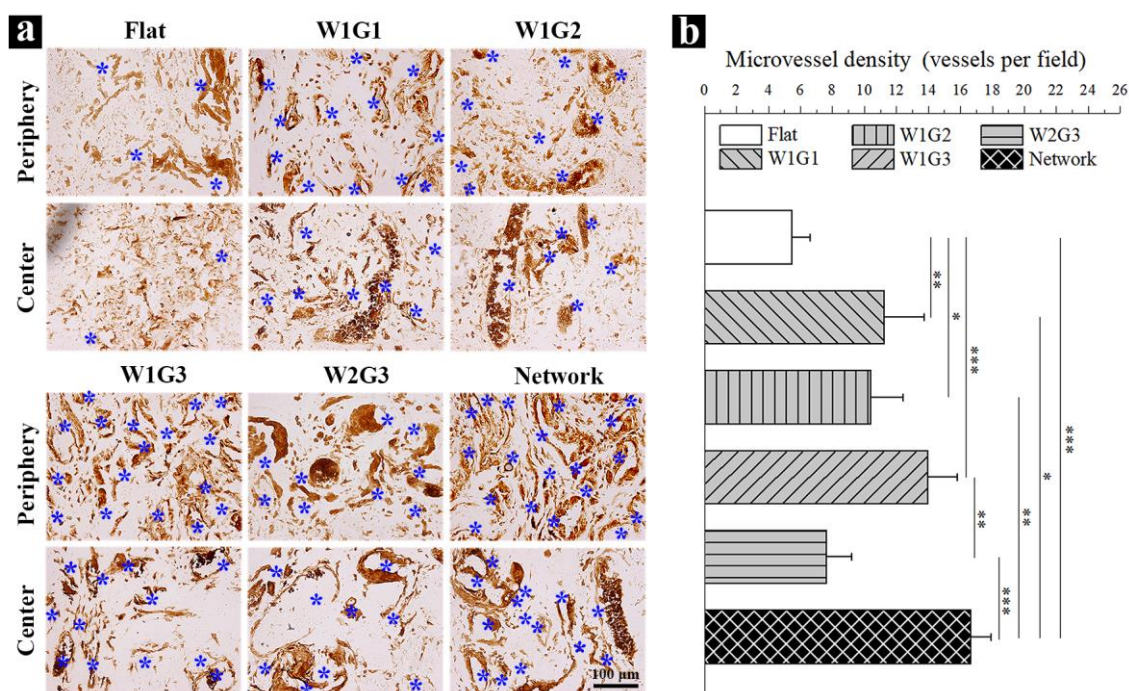 a
Flat W1G1 W1G2
Periphery
Center
W1G3 W2G3 Network
Periphery
Center
100 µm
b
Microvessel density (vessels per field)
0 2 4 6 8 10 12 14 16 18 20 22 24 26
Flat W1G2 W2G3
W1G1 W1G3 Network
**
*
***
**
***
**
*
***